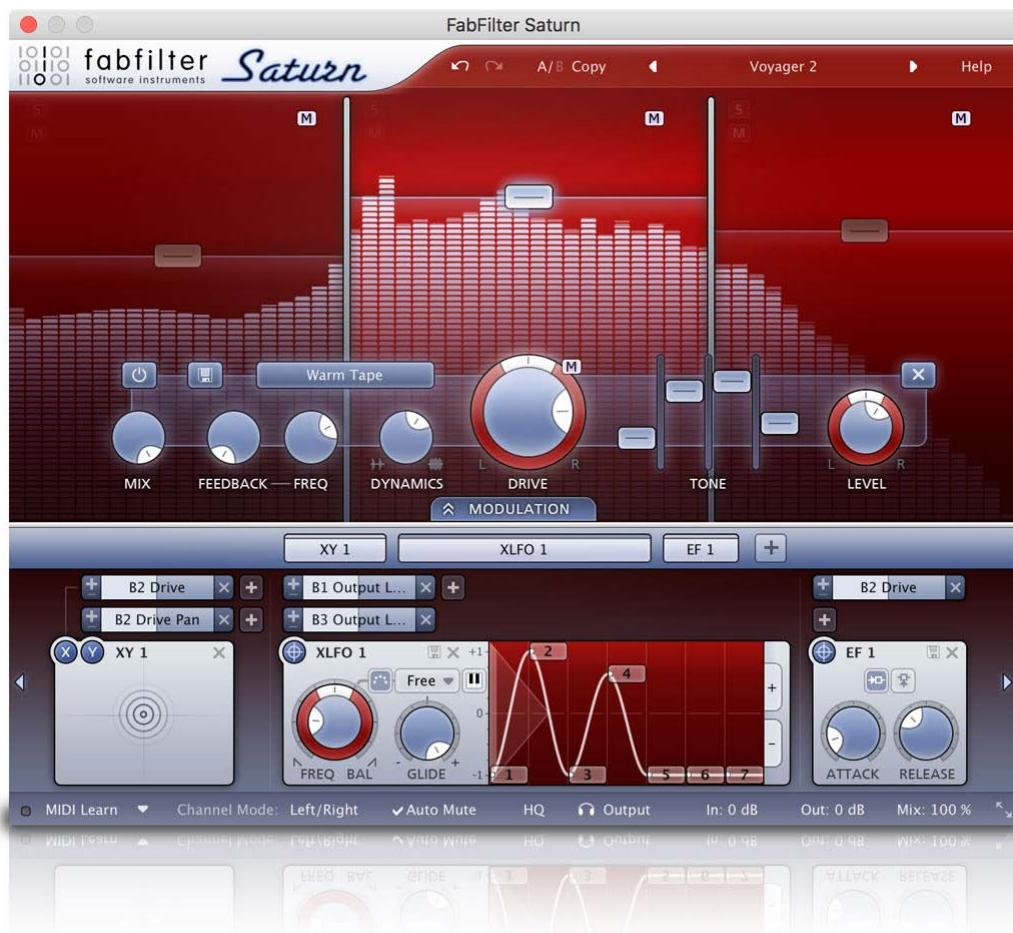 FabFilter Saturn
fabfilter
software instruments
Saturn
A/B Copy
Voyager 2
Help
S
M
M
S
M
M
S
M
M
Warm Tape
M
L R
L R
MIX
FEEDBACK
FREQ
DYNAMICS
DRIVE
TONE
LEVEL
MODULATION
XY 1
XLFO 1
EF 1
+
B2 Drive
B2 Drive Pan
B1 Output L...
B3 Output L...
B2 Drive
X Y XY 1
XLFO 1
Free
FREQ BAL
- +
GLIDE
+1
0
-1
1 2 3 4 5 6 7
+
-
EF 1
ATTACK RELEASE
MIDI Learn
Channel Mode: Left/Right
Auto Mute
HQ
Output
In: 0 dB
Out: 0 dB
Mix: 100 %